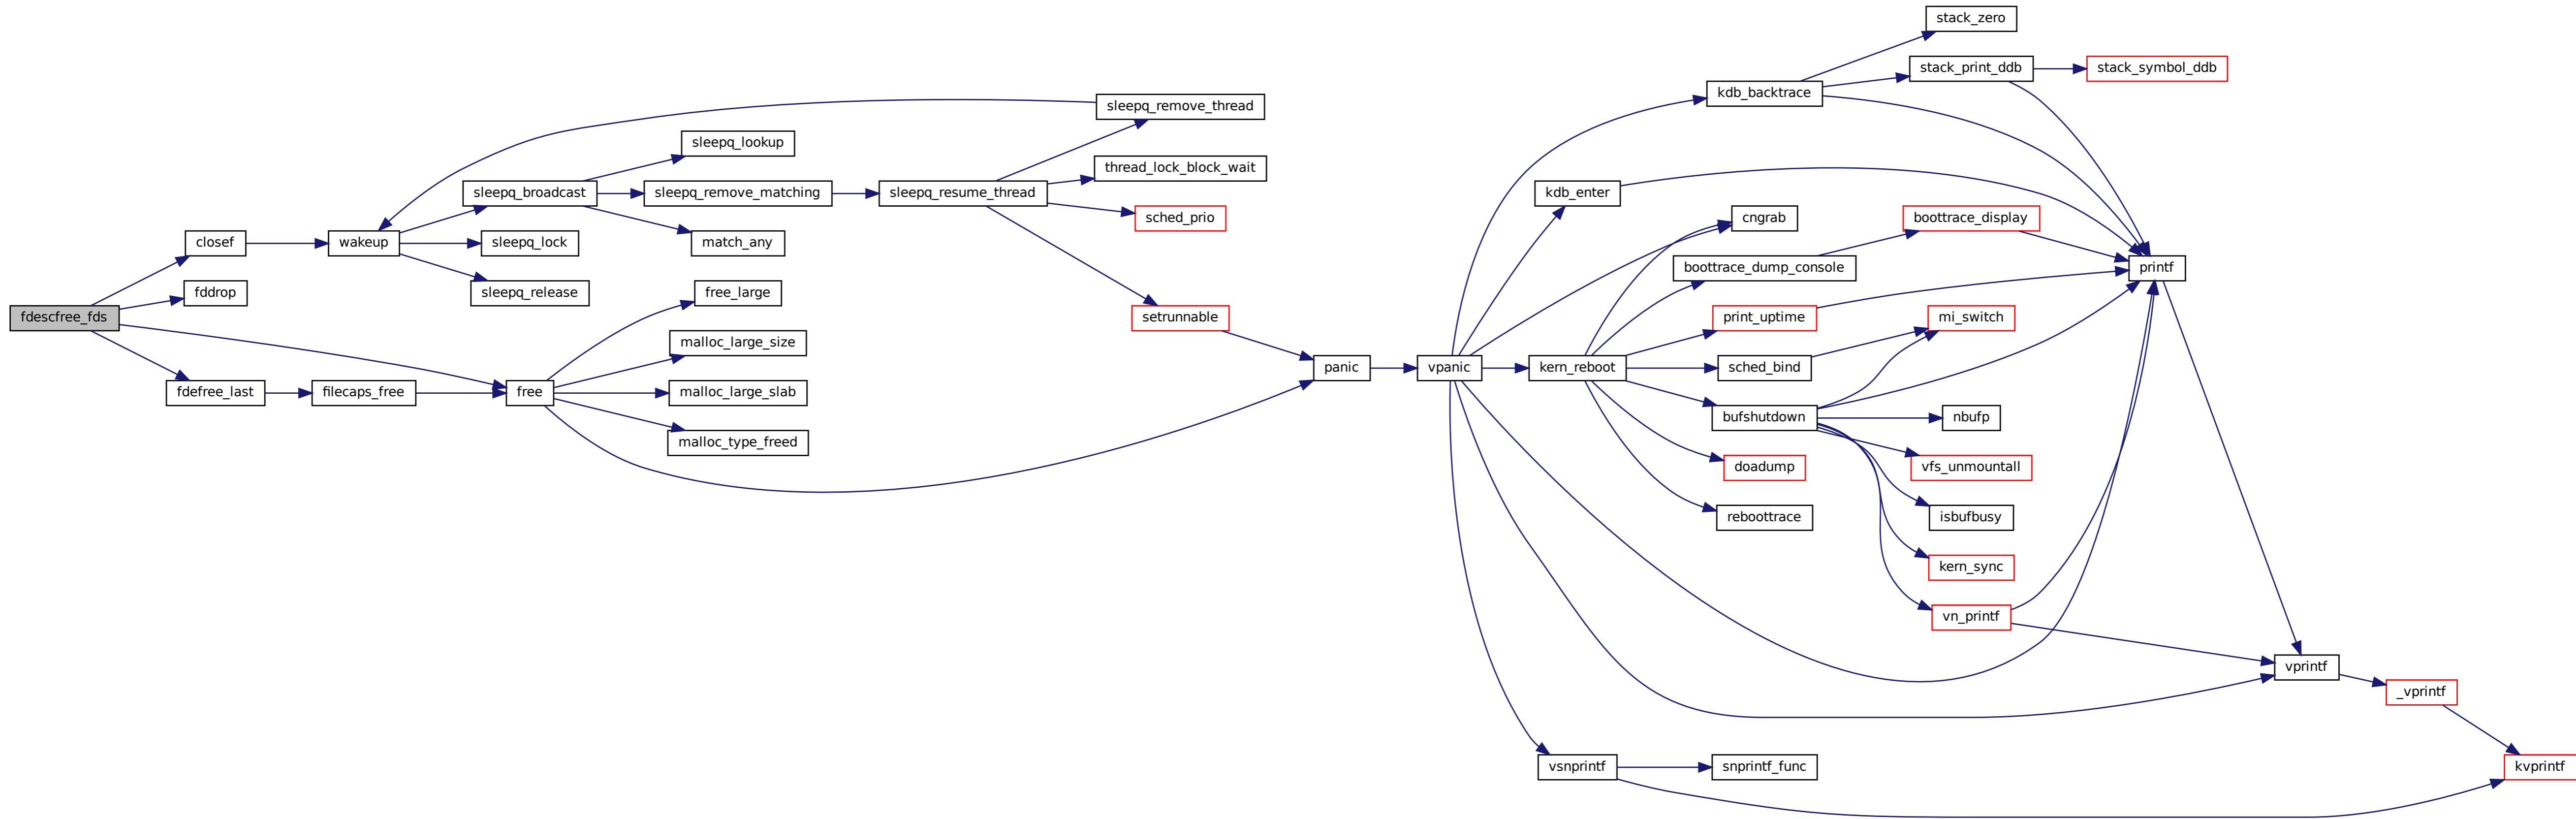 fdescfree_fds
closef
fddrop
fdefree_last
wakeup
filecaps_free
sleepq_broadcast
sleepq_lock
sleepq_release
free
sleepq_lookup
sleepq_remove_matching
match_any
free_large
malloc_large_size
malloc_large_slab
malloc_type_freed
sleepq_resume_thread
sleepq_remove_thread
thread_lock_block_wait
sched_prio
setrunnable
panic
vpanic
kdb_enter
kern_reboot
vsnprintf
kdb_backtrace
cngrab
boottrace_dump_console
print_uptime
sched_bind
bufshutdown
doadump
reboottrace
snprintf_func
stack_zero
stack_print_ddb
boottrace_display
mi_switch
nbufp
vfs_unmountall
isbufbusy
kern_sync
vn_printf
stack_symbol_ddb
printf
vprintf
_vprintf
kvprintf